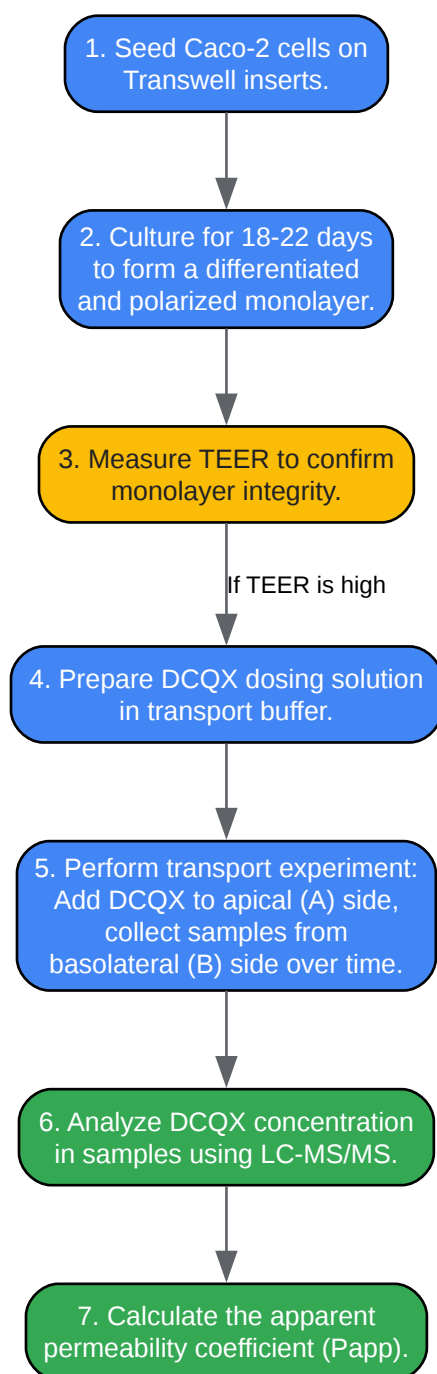 1. Seed Caco-2 cells on
Transwell inserts.
2. Culture for 18-22 days
to form a differentiated
and polarized monolayer.
3. Measure TEER to confirm
monolayer integrity.
If TEER is high
4. Prepare DCQX dosing solution
in transport buffer.
5. Perform transport experiment:
Add DCQX to apical (A) side,
collect samples from
basolateral (B) side over time.
6. Analyze DCQX concentration
in samples using LC-MS/MS.
7. Calculate the apparent
permeability coefficient (Papp).